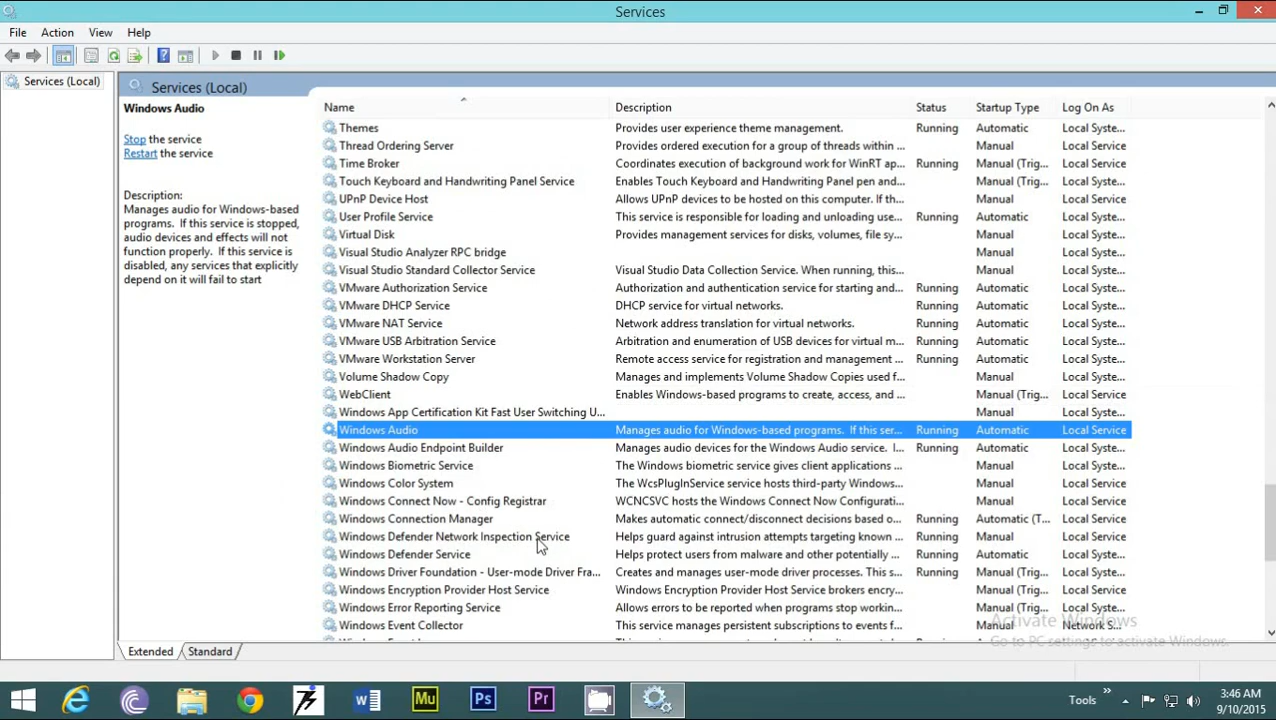 Services
File Action View Help
Services (Local)
Services (Local)
Windows Audio
Stop the service
Restart the service
Description:
Manages audio for Windows-based
programs. If this service is stopped,
audio devices and effects will not
function properly. If this service is
disabled, any services that explicitly
depend on it will fail to start
Name Description Status Startup Type Log On As
Themes Provides user experience theme management. Running Automatic Local Syste...
Thread Ordering Server Provides ordered execution for a group of threads within ... Manual Local Service
Time Broker Coordinates execution of background work for WinRT ap... Running Manual (Trig... Local Service
Touch Keyboard and Handwriting Panel Service Enables Touch Keyboard and Handwriting Panel pen and... Manual (Trig... Local Syste...
UPnP Device Host Allows UPnP devices to be hosted on this computer. If th... Manual Local Service
User Profile Service This service is responsible for loading and unloading use... Running Automatic Local Syste...
Virtual Disk Provides management services for disks, volumes, file sy... Manual Local Syste...
Visual Studio Analyzer RPC bridge Manual Local Syste...
Visual Studio Standard Collector Service Visual Studio Data Collection Service. When running, this... Manual Local Syste...
VMware Authorization Service Authorization and authentication service for starting and... Running Automatic Local Syste...
VMware DHCP Service DHCP service for virtual networks. Running Automatic Local Syste...
VMware NAT Service Network address translation for virtual networks. Running Automatic Local Syste...
VMware USB Arbitration Service Arbitration and enumeration of USB devices for virtual m... Running Automatic Local Syste...
VMware Workstation Server Remote access service for registration and management ... Running Automatic Local Syste...
Volume Shadow Copy Manages and implements Volume Shadow Copies used f... Manual Local Syste...
WebClient Enables Windows-based programs to create, access, and ... Running Manual (Trig... Local Service
Windows App Certification Kit Fast User Switching U... Manual Local Syste...
Windows Audio Manages audio for Windows-based programs. If this ser... Running Automatic Local Service
Windows Audio Endpoint Builder Manages audio devices for the Windows Audio service. I... Running Automatic Local Syste...
Windows Biometric Service The Windows biometric service gives client applications ... Manual Local Syste...
Windows Color System The WcsPlugInService service hosts third-party Windows... Manual Local Service
Windows Connect Now - Config Registrar WCNCSVC hosts the Windows Connect Now Configurati... Manual Local Service
Windows Connection Manager Makes automatic connect/disconnect decisions based o... Running Automatic (T... Local Service
Windows Defender Network Inspection Service Helps guard against intrusion attempts targeting known ... Running Manual Local Service
Windows Defender Service Helps protect users from malware and other potentially ... Running Automatic Local Syste...
Windows Driver Foundation - User-mode Driver Fra... Creates and manages user-mode driver processes. This s... Running Manual (Trig... Local Syste...
Windows Encryption Provider Host Service Windows Encryption Provider Host Service brokers encry... Manual (Trig... Local Service
Windows Error Reporting Service Allows errors to be reported when programs stop workin... Manual (Trig... Local Syste...
Windows Event Collector This service manages persistent subscriptions to events f... Manual Network S...
Activate Windows
Go to PC settings to activate Windows.
Extended Standard
Mu Ps Pr
Tools
3:46 AM
9/10/2015